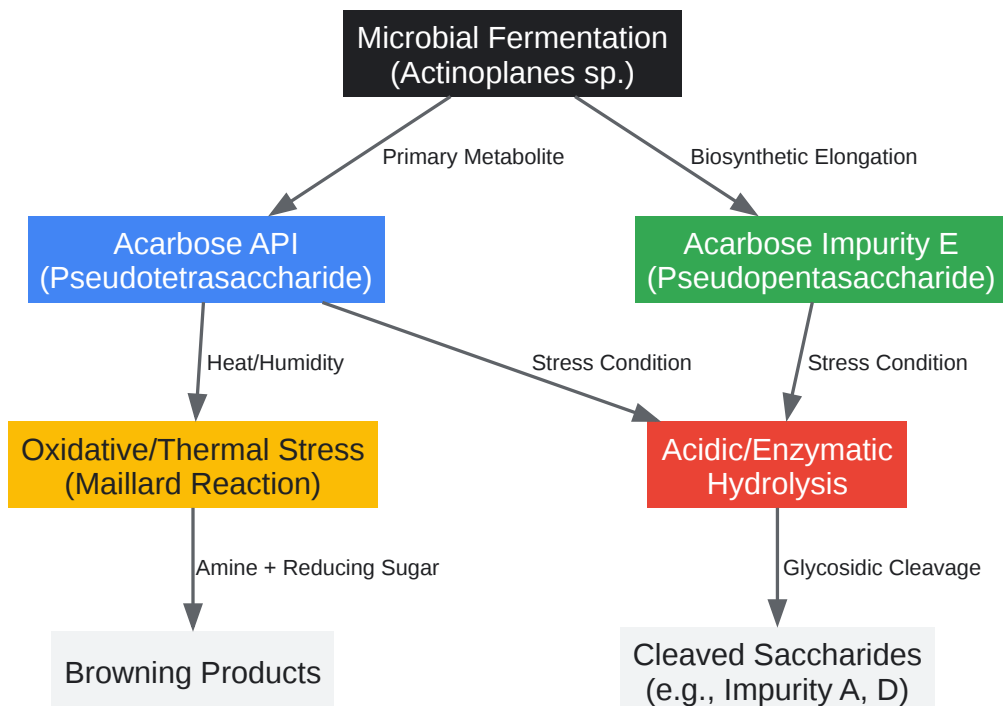 Microbial Fermentation
(Actinoplanes sp.)
Primary Metabolite
Biosynthetic Elongation
Acarbose API
(Pseudotetrasaccharide)
Acarbose Impurity E
(Pseudopentasaccharide)
Heat/Humidity
Stress Condition
Stress Condition
Oxidative/Thermal Stress
(Maillard Reaction)
Acidic/Enzymatic
Hydrolysis
Amine + Reducing Sugar
Glycosidic Cleavage
Browning Products
Cleaved Saccharides
(e.g., Impurity A, D)